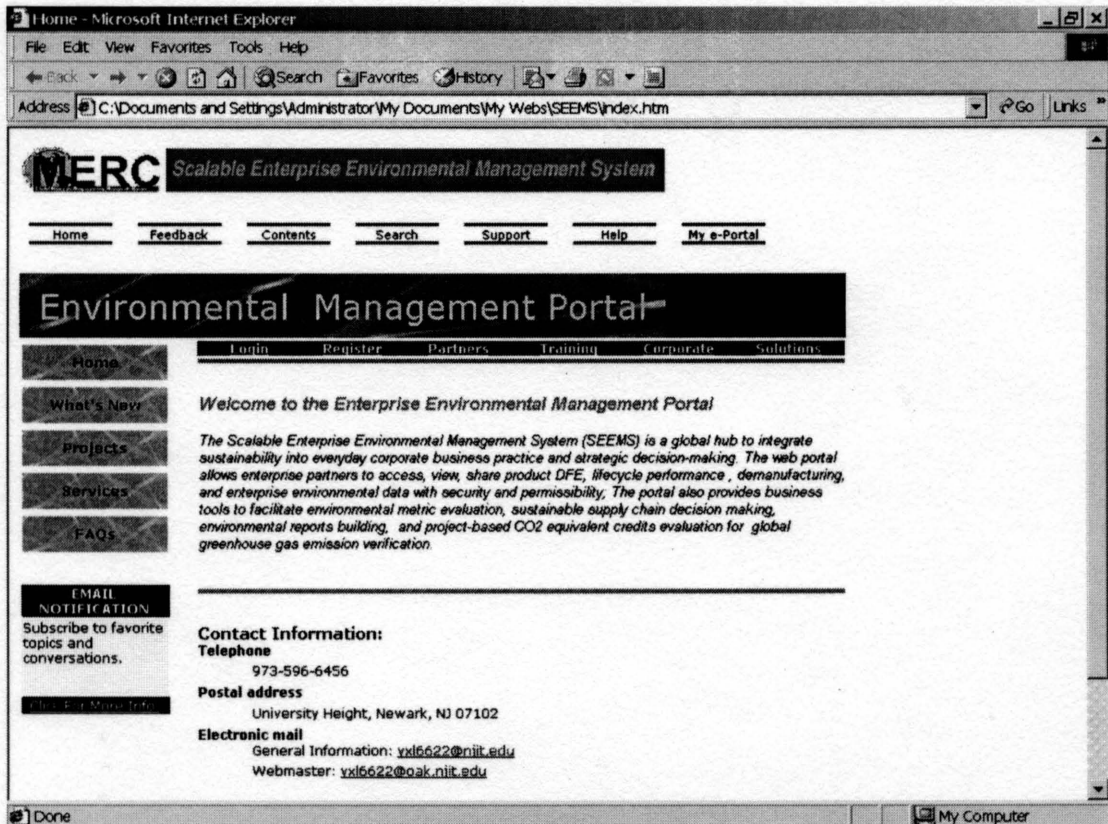 Home - Microsoft Internet Explorer
File Edit View Favorites Tools Help
Back Search Favorites History
Address C:\Documents and Settings\Administrator\My Documents\My Webs\SEEMS\index.htm Go Links »
MERC Scalable Enterprise Environmental Management System
Home Feedback Contents Search Support Help My e-Portal
Environmental Management Portal
Login Register Partners Training Corporate Solutions
Home
What's New
Projects
Services
FAQs
Welcome to the Enterprise Environmental Management Portal
The Scalable Enterprise Environmental Management System (SEEMS) is a global hub to integrate
sustainability into everyday corporate business practice and strategic decision-making. The web portal
allows enterprise partners to access, view, share product DFE, lifecycle performance , demanufacturing,
and enterprise environmental data with security and permissibility, The portal also provides business
tools to facilitate environmental metric evaluation, sustainable supply chain decision making,
environmental reports building, and project-based CO2 equivalent credits evaluation for global
greenhouse gas emission verification.
EMAIL
NOTIFICATION
Subscribe to favorite
topics and
conversations.
Click For More Info
Contact Information:
Telephone
973-596-6456
Postal address
University Height, Newark, NJ 07102
Electronic mail
General Information: yxl6622@njit.edu
Webmaster: yxl6622@oak.njit.edu
Done My Computer